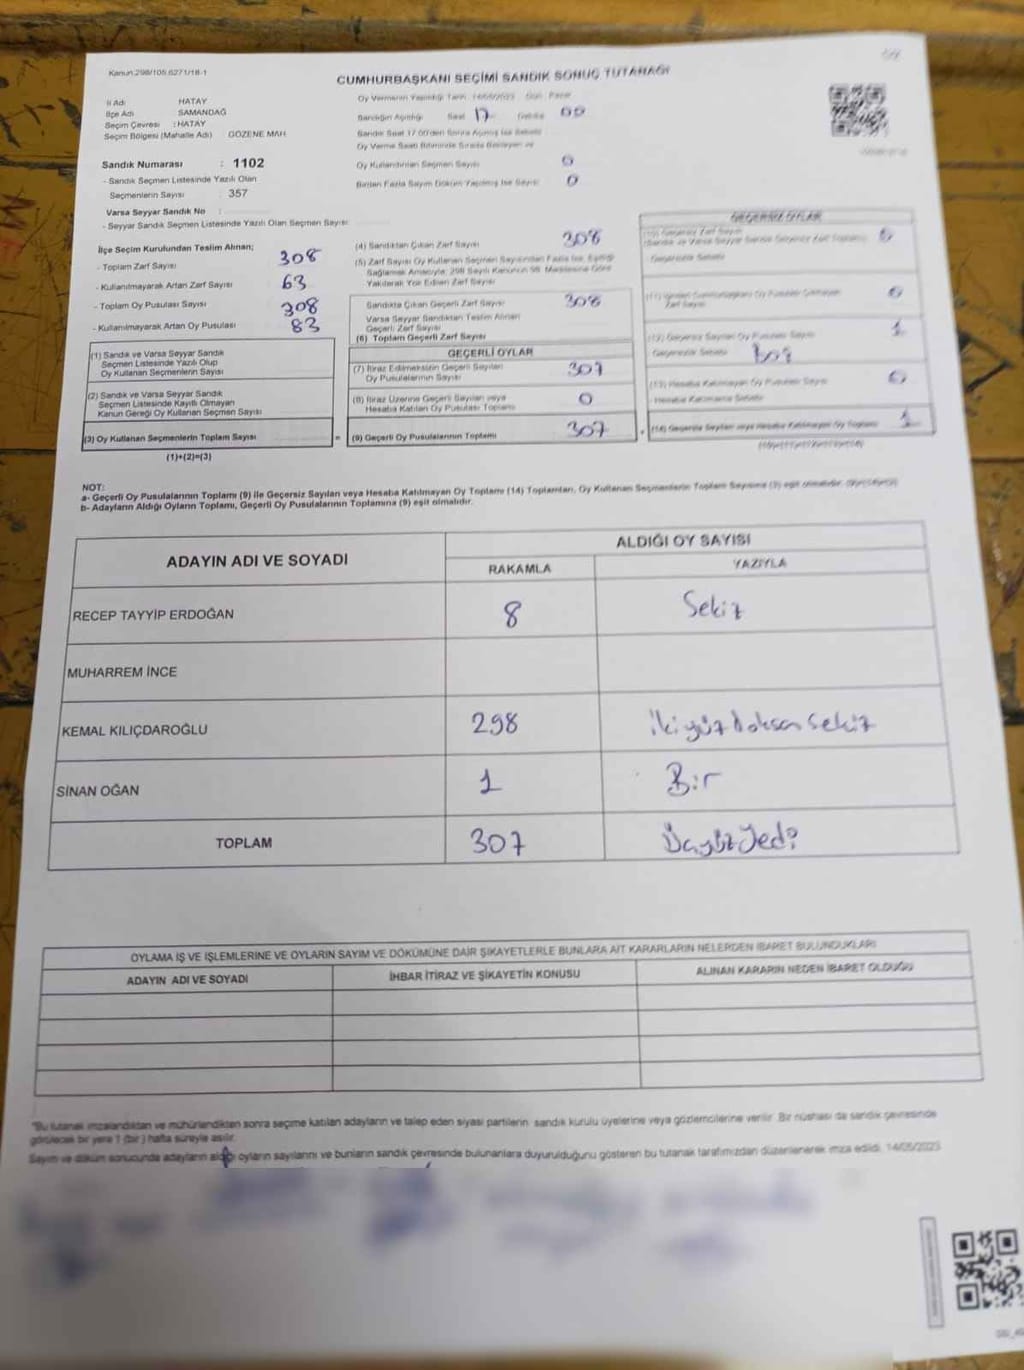 Kanun:298/105,6271/18-1
CUMHURBAŞKANI SEÇİMİ SANDIK SONUÇ TUTANAĞI
İl Adı HATAY
İlçe Adı SAMANDAĞ
Seçim Çevresi : HATAY
Seçim Bölgesi (Mahalle Adı) GÖZENE MAH.
Sandık Numarası : 1102
- Sandık Seçmen Listesinde Yazılı Olan
Seçmenlerin Sayısı : 357
Varsa Seyyar Sandık No :
- Seyyar Sandık Seçmen Listesinde Yazılı Olan Seçmen Sayısı:
Oy Vermenin Yapıldığı Tarih : 14/05/2023 Gün : Pazar
Sandığın Açıldığı Saat 17 Dakika 00
Sandık Saat 17.00'den Sonra Açılmış İse Sebebi
Oy Verme Saati Bitiminde Sırada Bekleyen ve
Oy Kullandırılan Seçmen Sayısı 0
Birden Fazla Sayım Döküm Yapılmış İse Sayısı 0
İlçe Seçim Kurulundan Teslim Alınan;
- Toplam Zarf Sayısı 308
- Kullanılmayarak Artan Zarf Sayısı 63
- Toplam Oy Pusulası Sayısı 308
- Kullanılmayarak Artan Oy Pusulası 83
(1) Sandık ve Varsa Seyyar Sandık
Seçmen Listesinde Yazılı Olup
Oy Kullanan Seçmenlerin Sayısı
(2) Sandık ve Varsa Seyyar Sandık
Seçmen Listesinde Kayıtlı Olmayan
Kanun Gereği Oy Kullanan Seçmen Sayısı
(3) Oy Kullanan Seçmenlerin Toplam Sayısı =
(1)+(2)=(3)
(4) Sandıktan Çıkan Zarf Sayısı 308
(5) Zarf Sayısı Oy Kullanan Seçmen Sayısından Fazla İse, Eşitliği
Sağlamak Amacıyla, 298 Sayılı Kanunun 98. Maddesine Göre
Yakılarak Yok Edilen Zarf Sayısı
Sandıkta Çıkan Geçerli Zarf Sayısı 308
Varsa Seyyar Sandıktan Teslim Alınan
Geçerli Zarf Sayısı
(6) Toplam Geçerli Zarf Sayısı
GEÇERLİ OYLAR
(7) İtiraz Edilmeksizin Geçerli Sayılan
Oy Pusulalarının Sayısı 307
(8) İtiraz Üzerine Geçerli Sayılan veya
Hesaba Katılan Oy Pusulası Toplamı 0
(9) Geçerli Oy Pusulalarının Toplamı 307
GEÇERSİZ OYLAR
(10) Geçersiz Zarf Sayısı 0
(Sandık ve Varsa Seyyar Sandık Geçersiz Zarf Toplamı)
Geçersizlik Sebebi
Zarf Sayısı 0
(12) Geçersiz Sayılan Oy Pusulası Sayısı 1
Geçersizlik Sebebi
(13) Hesaba Katılmayan Oy Pusulası Sayısı 0
- Hesaba Katılmama Sebebi
(14) Geçersiz Sayılan veya Hesaba Katılmayan Oy Toplamı 1
NOT:
a- Geçerli Oy Pusulalarının Toplamı (9) ile Geçersiz Sayılan veya Hesaba Katılmayan Oy Toplamı (14) Toplamları, Oy Kullanan Seçmenlerin Toplam Sayısına (3) eşit olmalıdır.
b- Adayların Aldığı Oyların Toplamı, Geçerli Oy Pusulalarının Toplamına (9) eşit olmalıdır.
ADAYIN ADI VE SOYADI ALDIĞI OY SAYISI
RAKAMLA YAZIYLA
RECEP TAYYİP ERDOĞAN 8 Sekiz
MUHARREM İNCE
KEMAL KILIÇDAROĞLU 298 İkiyüzdoksansekiz
SİNAN OĞAN 1 Bir
TOPLAM 307 ÜçyüzYedi
OYLAMA İŞ VE İŞLEMLERİNE VE OYLARIN SAYIM VE DÖKÜMÜNE DAİR ŞİKAYETLERLE BUNLARA AİT KARARLARIN NELERDEN İBARET BULUNDUKLARI
ADAYIN ADI VE SOYADI İHBAR İTİRAZ VE ŞİKAYETİN KONUSU ALINAN KARARIN NEDEN İBARET OLDUĞU
"Bu tutanak imzalandıktan ve mühürlendikten sonra seçime katılan adayların ve talep eden siyasi partilerin sandık kurulu üyelerine veya gözlemcilerine verilir. Bir nüshası da sandık çevresinde
görülecek bir yere 1 (bir) hafta süreyle asılır.
Sayım ve döküm sonucunda adayların aldığı oyların sayılarını ve bunların sandık çevresinde bulunanlara duyurulduğunu gösteren bu tutanak tarafımızdan düzenlenerek imza edildi. 14/05/2023